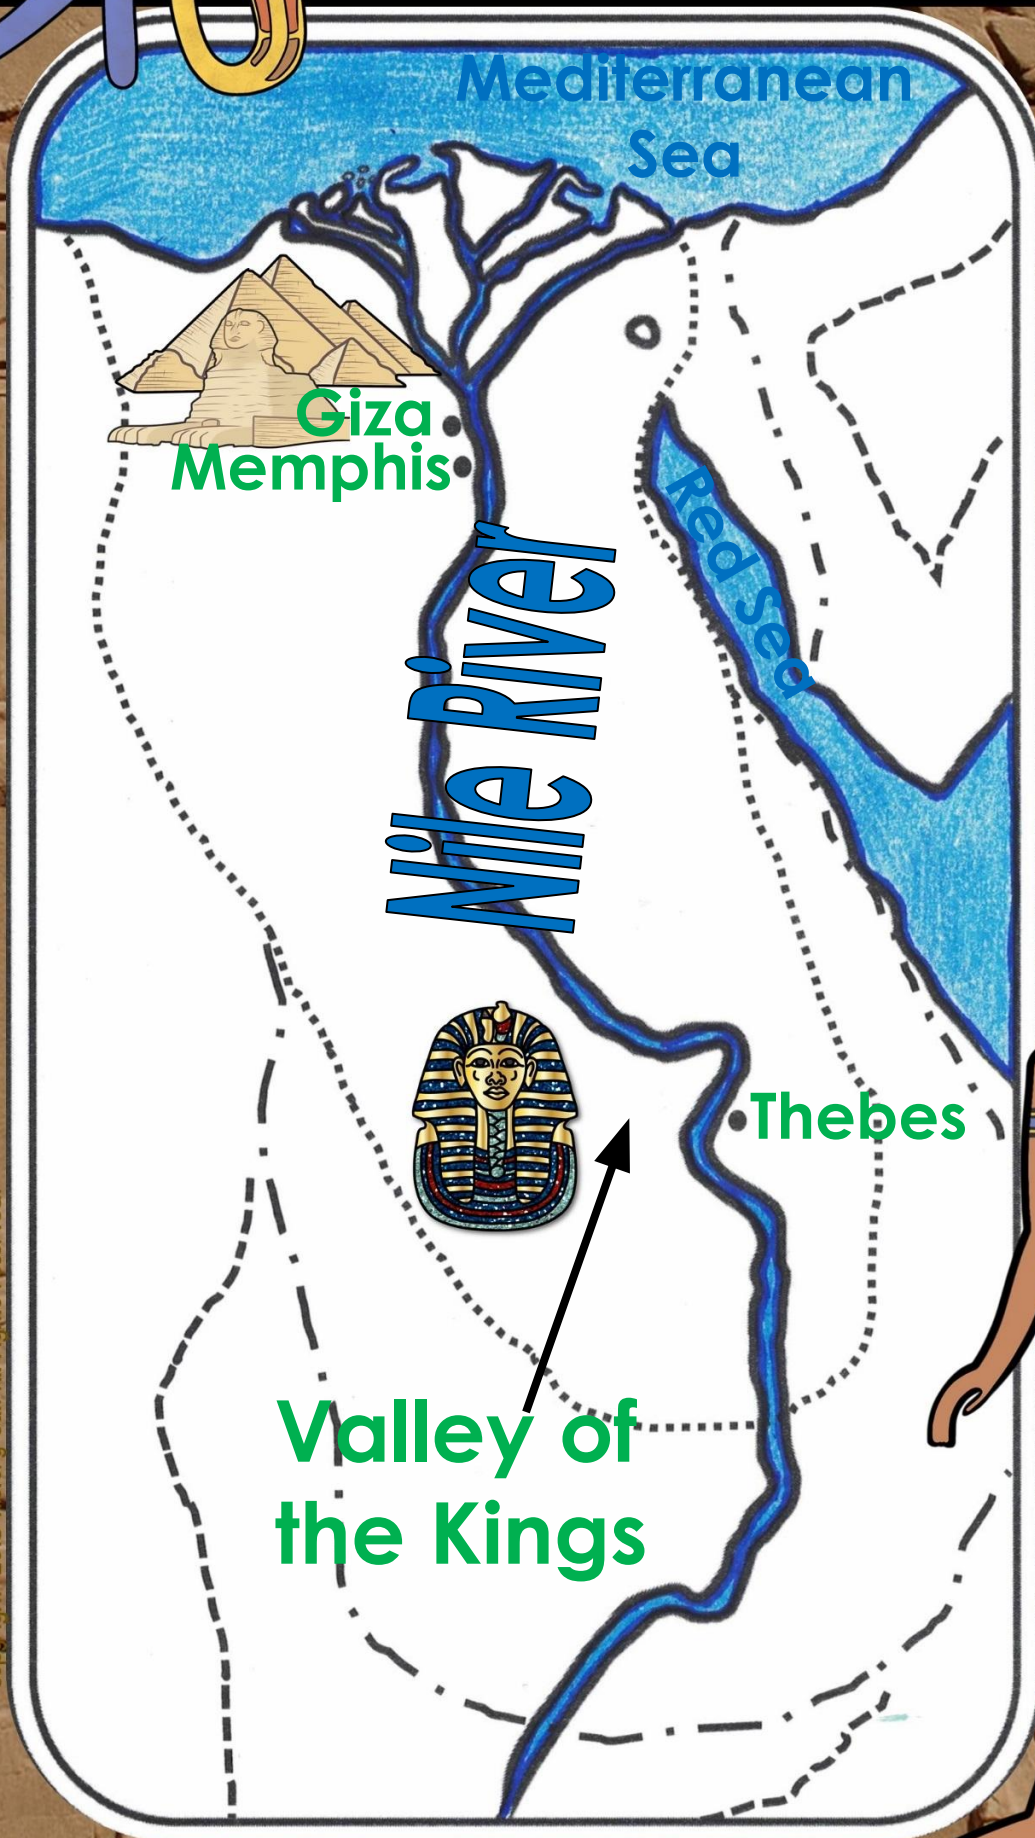 Mediterranean
Sea
Giza
Memphis
Red Sea
Nile River
Thebes
Valley of
the Kings